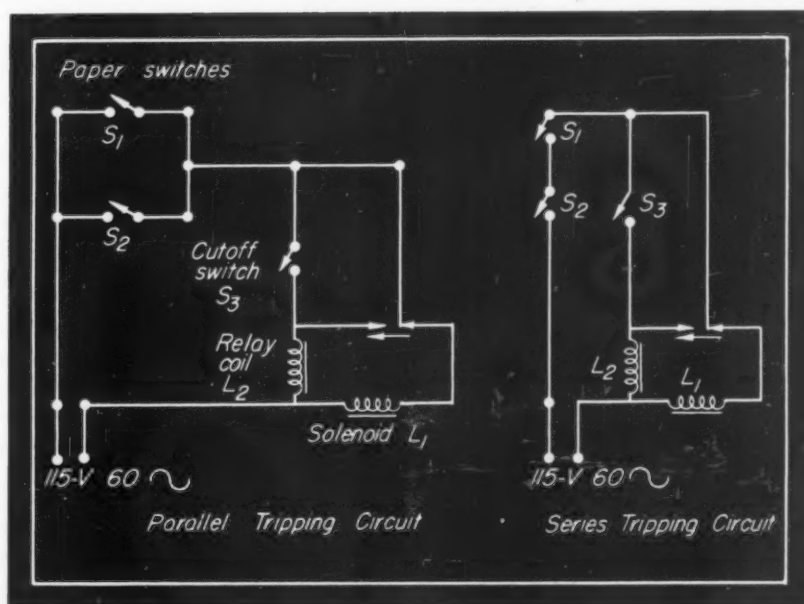 Paper switches
S1
S2
Cutoff
switch
S3
Relay
coil
L2
Solenoid L1
115-V 60
Parallel Tripping Circuit
S1
S2
S3
L2
L1
115-V 60
Series Tripping Circuit